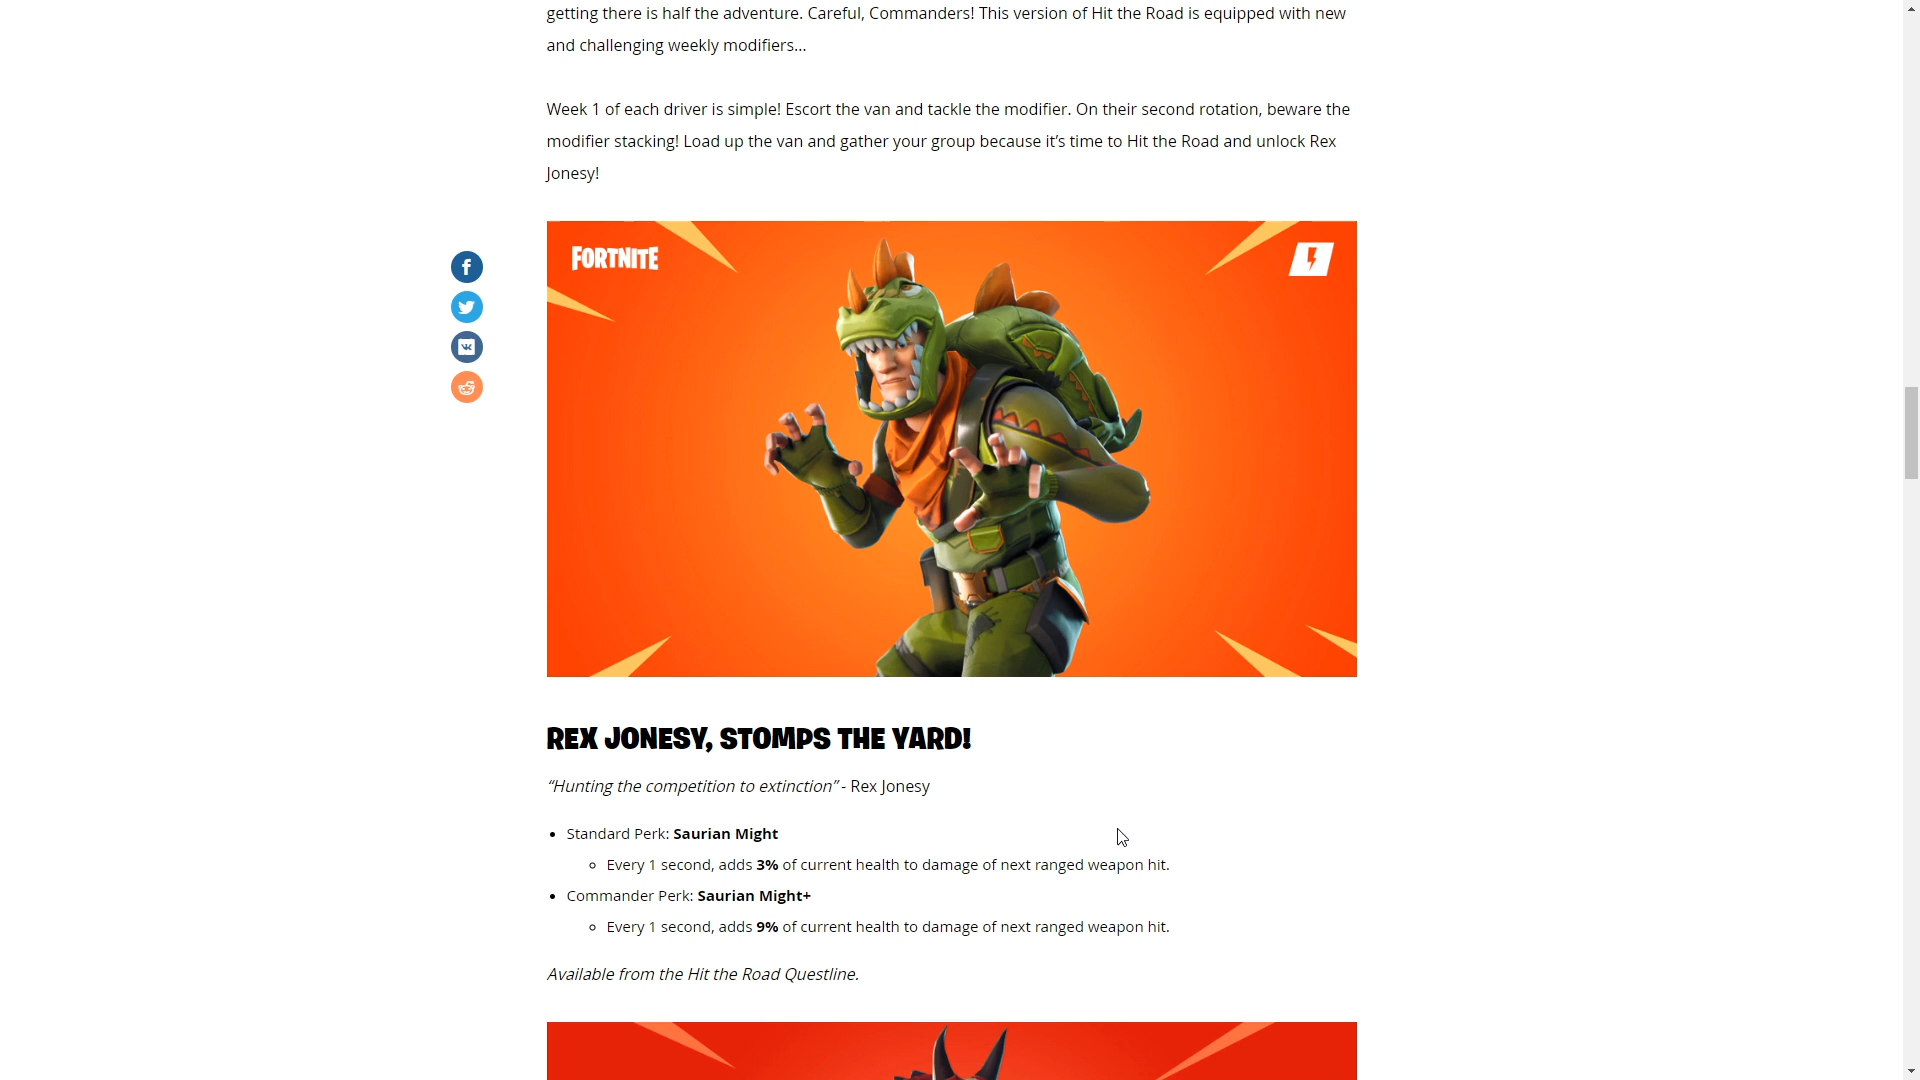 getting there is half the adventure. Careful, Commanders! This version of Hit the Road is equipped with new
and challenging weekly modifiers...
Week 1 of each driver is simple! Escort the van and tackle the modifier. On their second rotation, beware the
modifier stacking! Load up the van and gather your group because it’s time to Hit the Road and unlock Rex
Jonesy!
FORTNITE
REX JONESY, STOMPS THE YARD!
“Hunting the competition to extinction” - Rex Jonesy
Standard Perk: Saurian Might
Every 1 second, adds 3% of current health to damage of next ranged weapon hit.
Commander Perk: Saurian Might+
Every 1 second, adds 9% of current health to damage of next ranged weapon hit.
Available from the Hit the Road Questline.